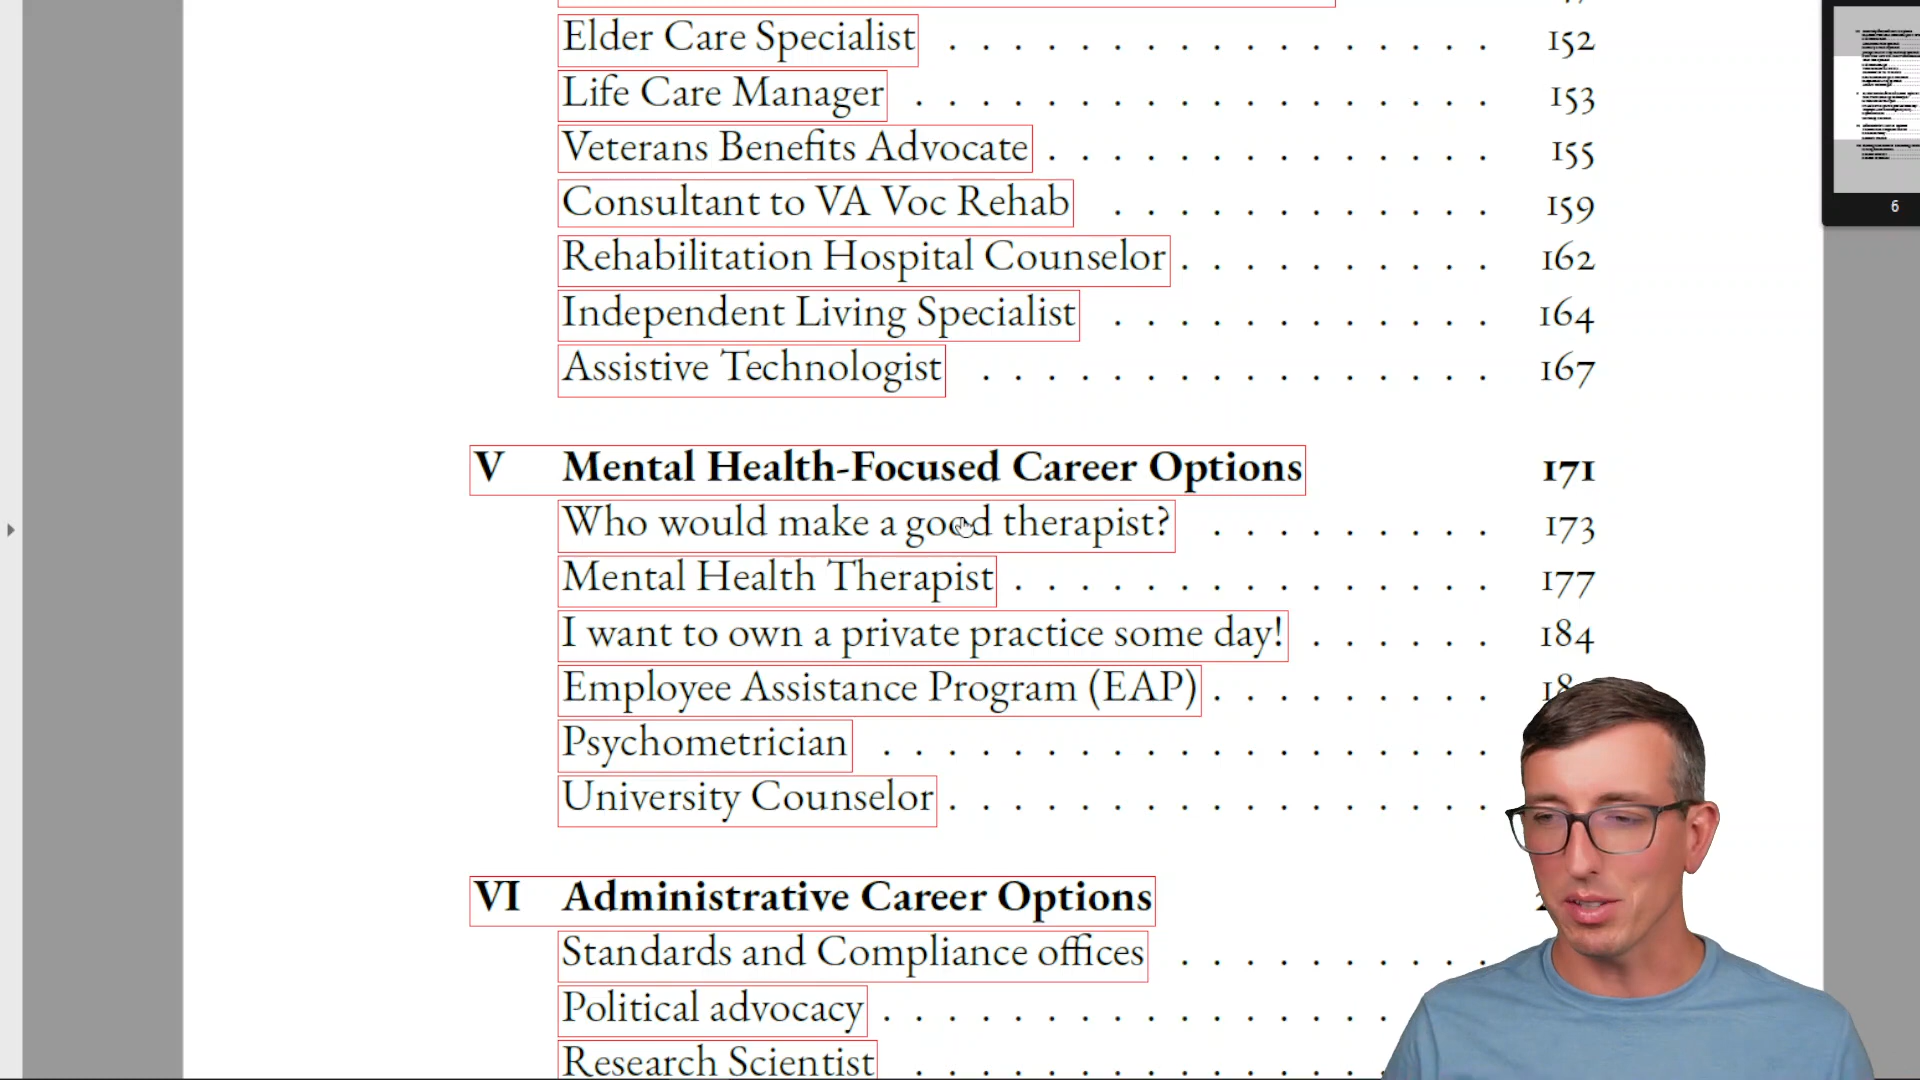 Elder Care Specialist . . . . . . . . . . . . . . . . . 152
Life Care Manager . . . . . . . . . . . . . . . . . . 153
Veterans Benefits Advocate . . . . . . . . . . . . . . 155
Consultant to VA Voc Rehab . . . . . . . . . . . . 159
Rehabilitation Hospital Counselor . . . . . . . . . . 162
Independent Living Specialist . . . . . . . . . . . . 164
Assistive Technologist . . . . . . . . . . . . . . . . 167
V Mental Health-Focused Career Options 171
Who would make a good therapist? . . . . . . . . . 173
Mental Health Therapist . . . . . . . . . . . . . . . 177
I want to own a private practice some day! . . . . . . 184
Employee Assistance Program (EAP) . . . . . . . . .
Psychometrician . . . . . . . . . . . . . . . . . . .
University Counselor . . . . . . . . . . . . . . . . .
VI Administrative Career Options
Standards and Compliance offices . . . . . . . . . .
Political advocacy . . . . . . . . . . . . . . . .
Research Scientist . . . . . . . . . . . . . . .
6